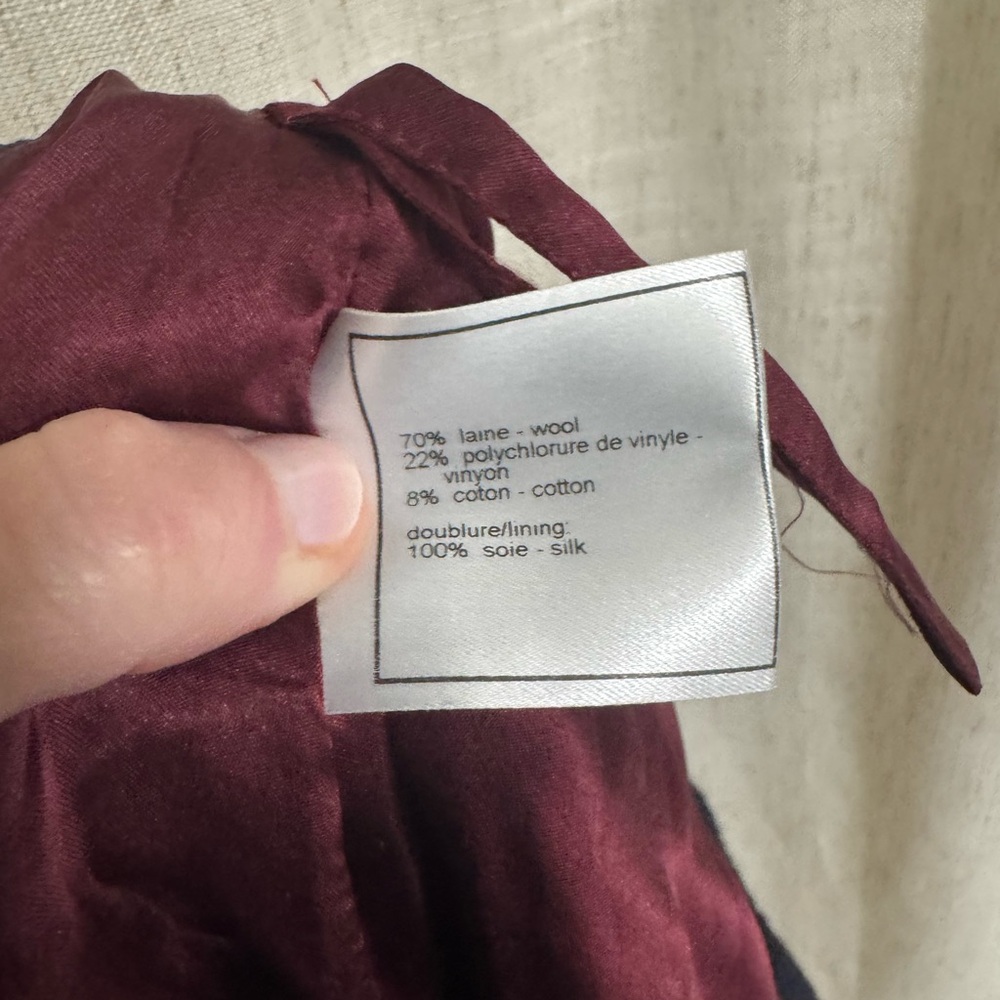 70% laine - wool
22% polychlorure de vinyle -
vinyon
8% coton - cotton
doublure/lining:
100% soie - silk